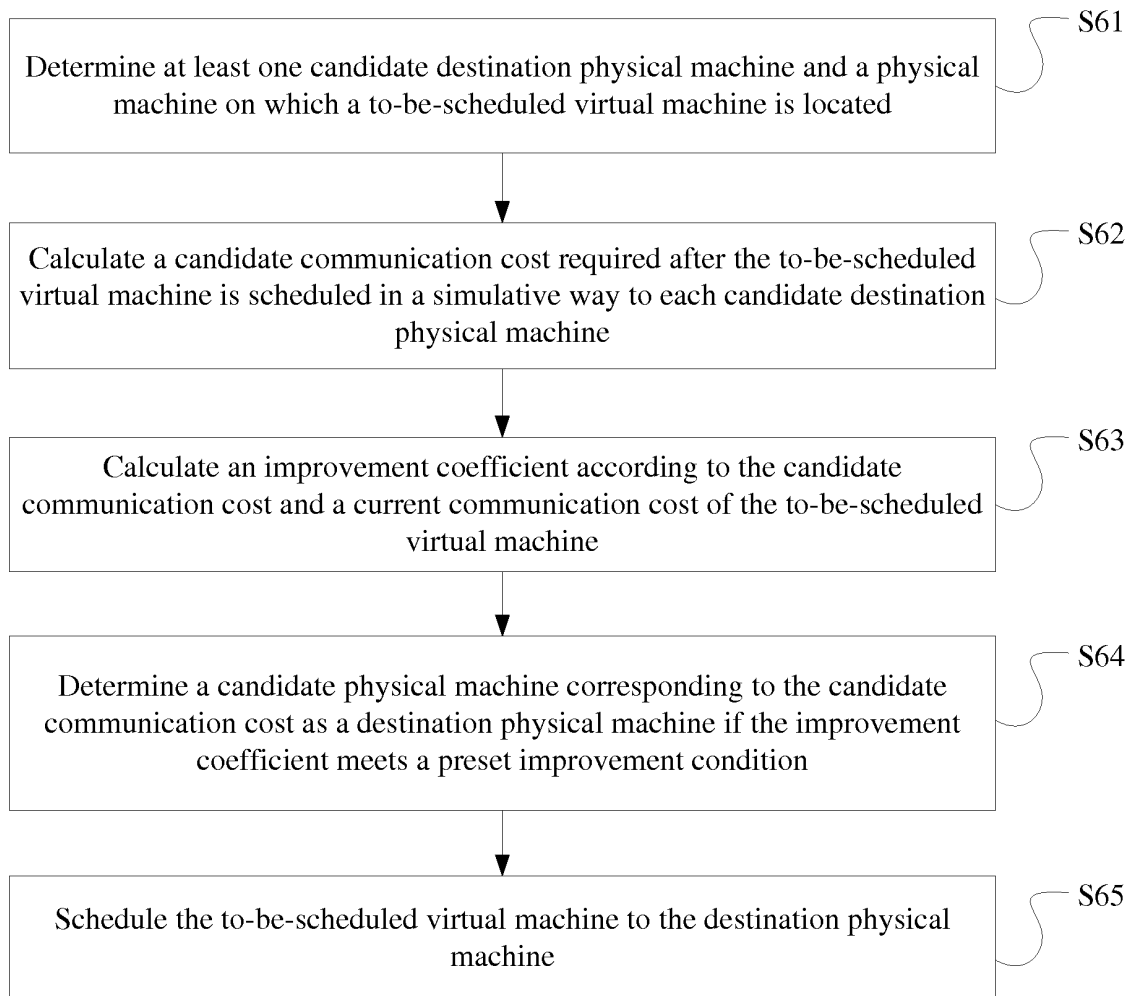 S61
Determine at least one candidate destination physical machine and a physical
machine on which a to-be-scheduled virtual machine is located
S62
Calculate a candidate communication cost required after the to-be-scheduled
virtual machine is scheduled in a simulative way to each candidate destination
physical machine
S63
Calculate an improvement coefficient according to the candidate
communication cost and a current communication cost of the to-be-scheduled
virtual machine
S64
Determine a candidate physical machine corresponding to the candidate
communication cost as a destination physical machine if the improvement
coefficient meets a preset improvement condition
S65
Schedule the to-be-scheduled virtual machine to the destination physical
machine